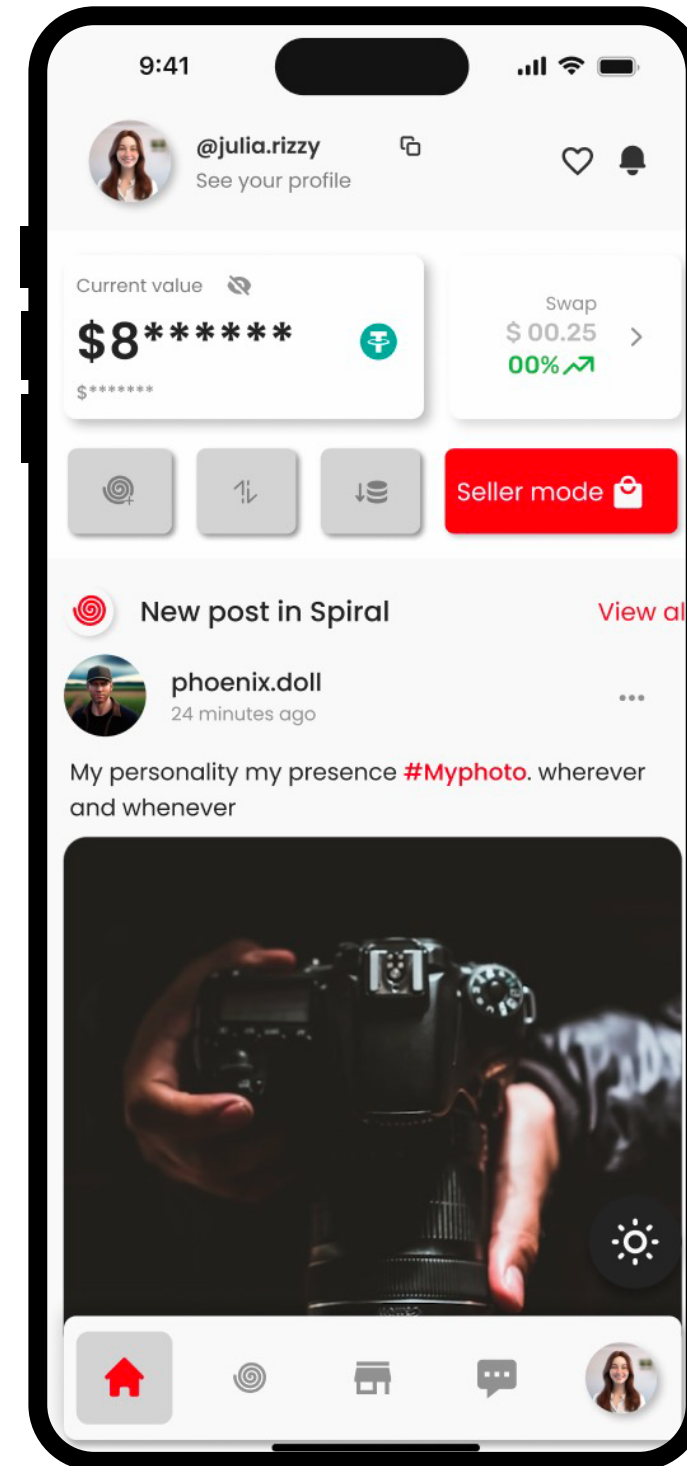 9:41
@julia.rizzy
See your profile
Current value
$8******
$*******
Swap
$ 00.25
00%
Seller mode
New post in Spiral
View al
phoenix.doll
24 minutes ago
My personality my presence #Myphoto. wherever
and whenever